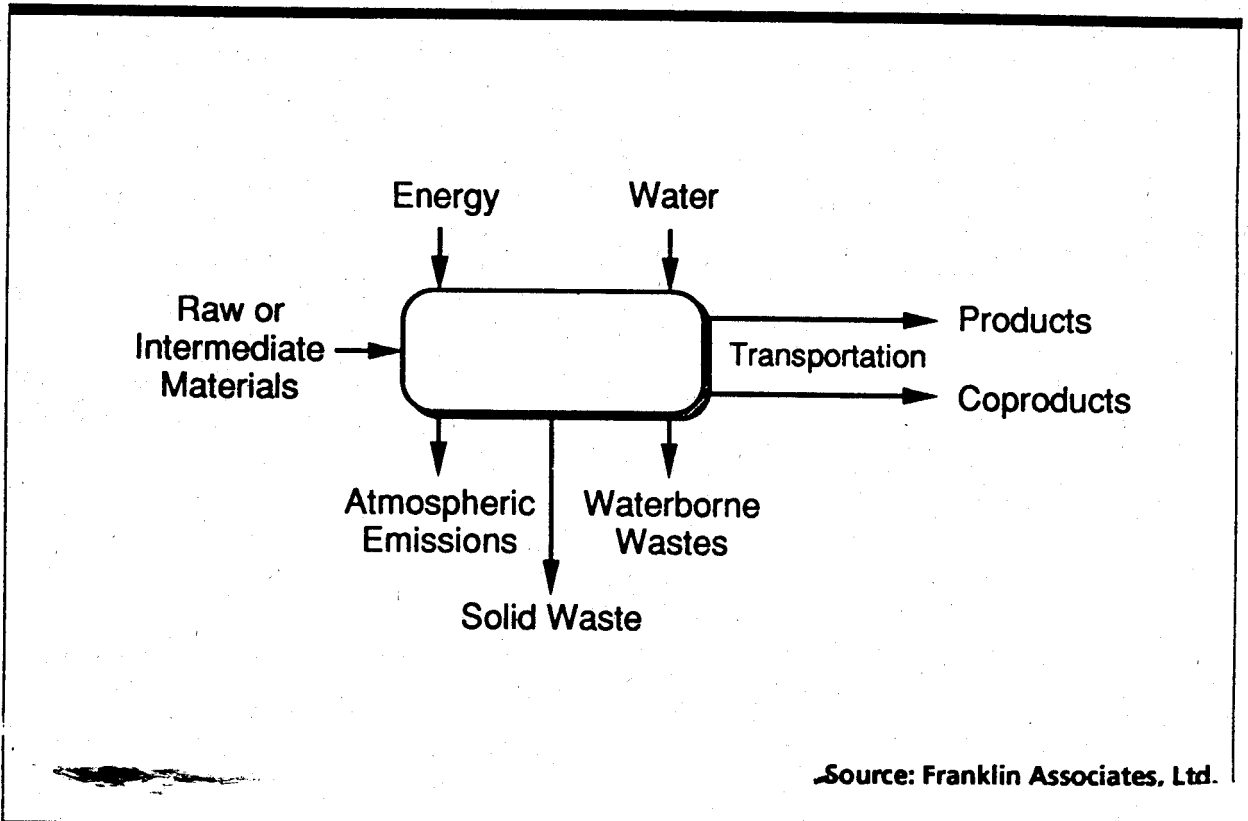 Energy
Water
Raw or
Intermediate
Materials
Products
Transportation
Coproducts
Atmospheric
Emissions
Waterborne
Wastes
Solid Waste
Source: Franklin Associates, Ltd.